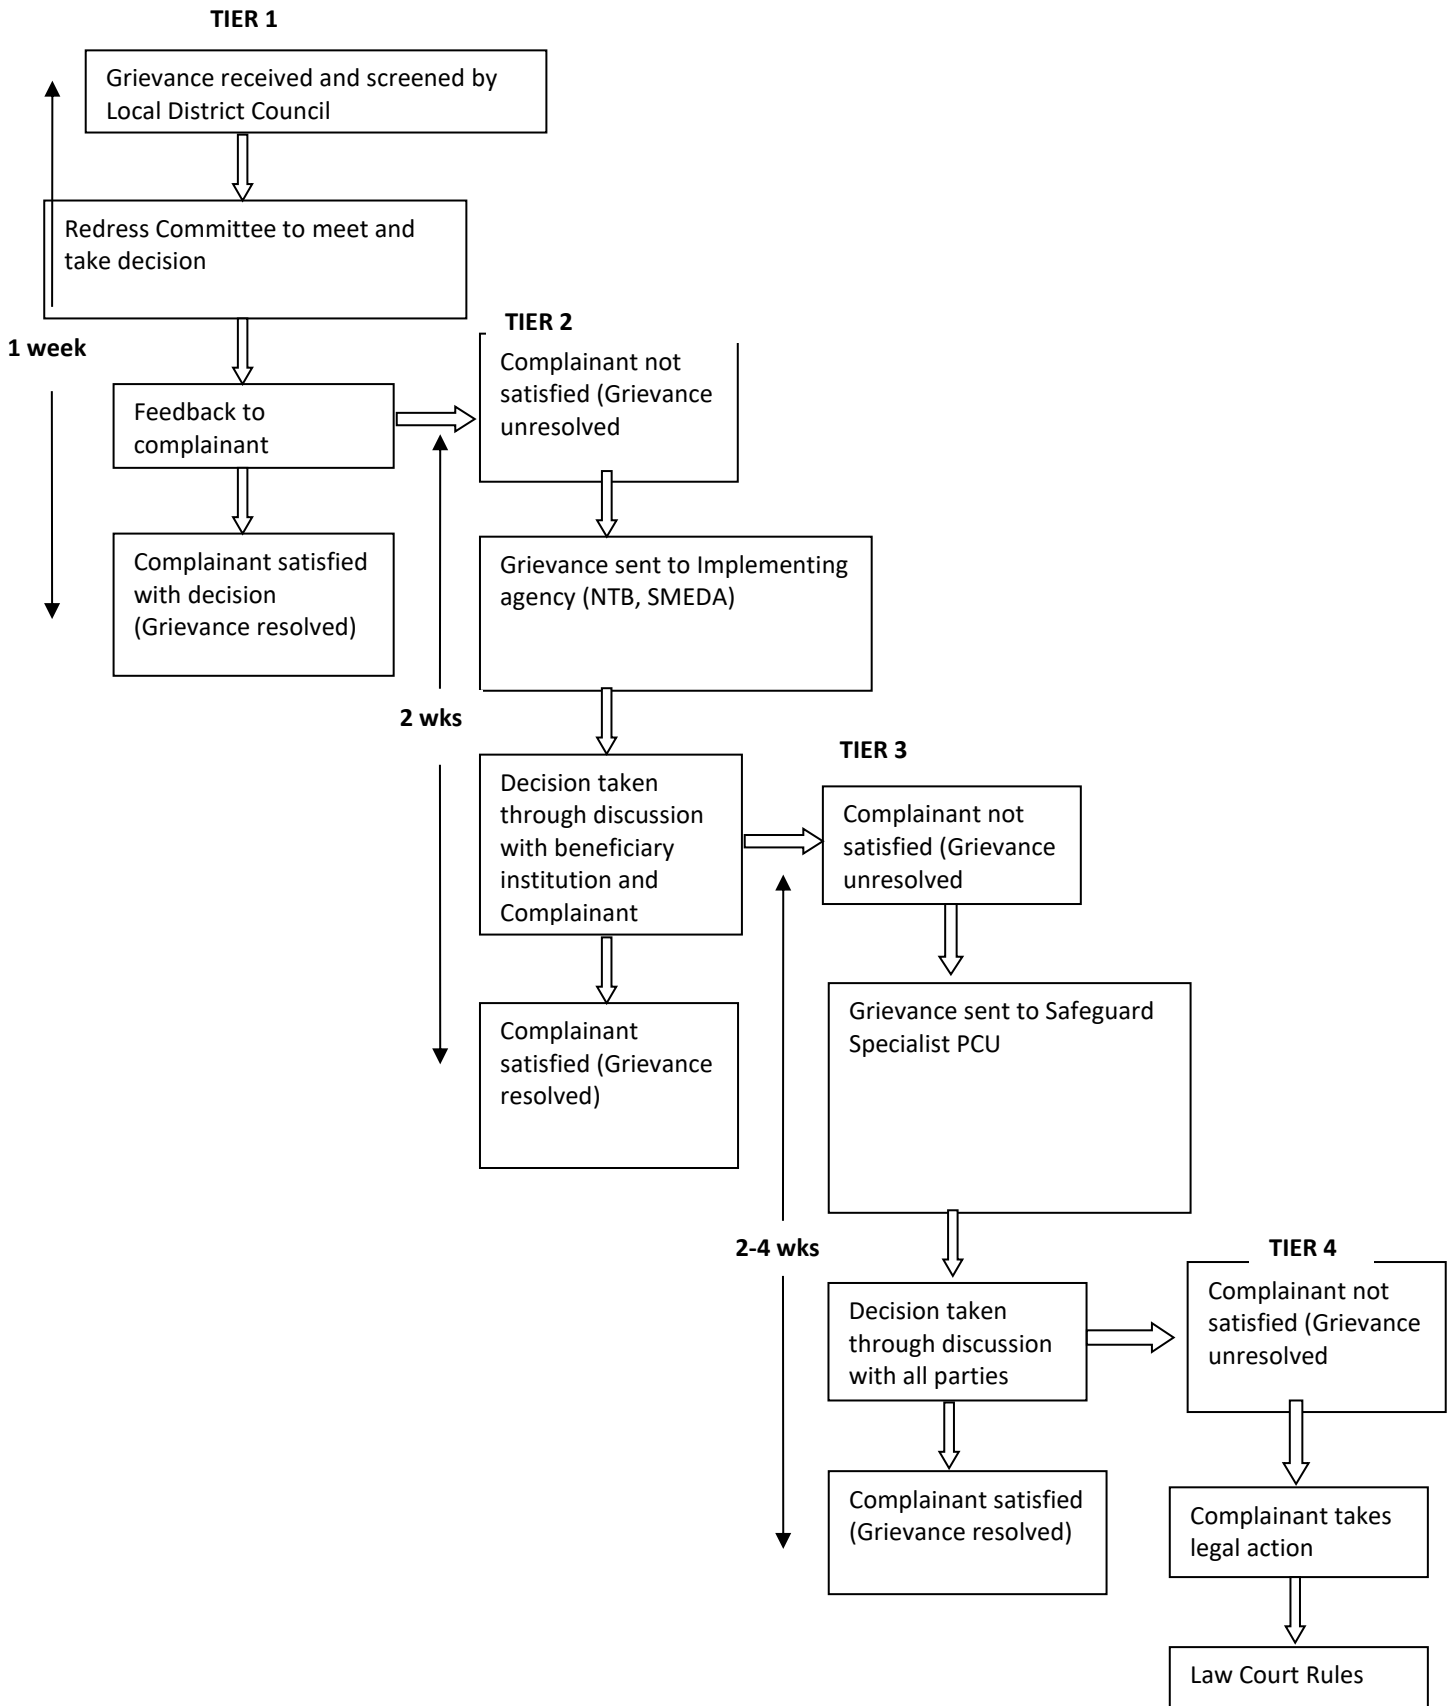 TIER 1
Grievance received and screened by
Local District Council
Redress Committee to meet and
take decision
1 week
Feedback to
complainant
Complainant satisfied
with decision
(Grievance resolved)
TIER 2
Complainant not
satisfied (Grievance
unresolved
Grievance sent to Implementing
agency (NTB, SMEDA)
2 wks
Decision taken
through discussion
with beneficiary
institution and
Complainant
Complainant
satisfied (Grievance
resolved)
TIER 3
Complainant not
satisfied (Grievance
unresolved
Grievance sent to Safeguard
Specialist PCU
2-4 wks
Decision taken
through discussion
with all parties
Complainant satisfied
(Grievance resolved)
TIER 4
Complainant not
satisfied (Grievance
unresolved
Complainant takes
legal action
Law Court Rules